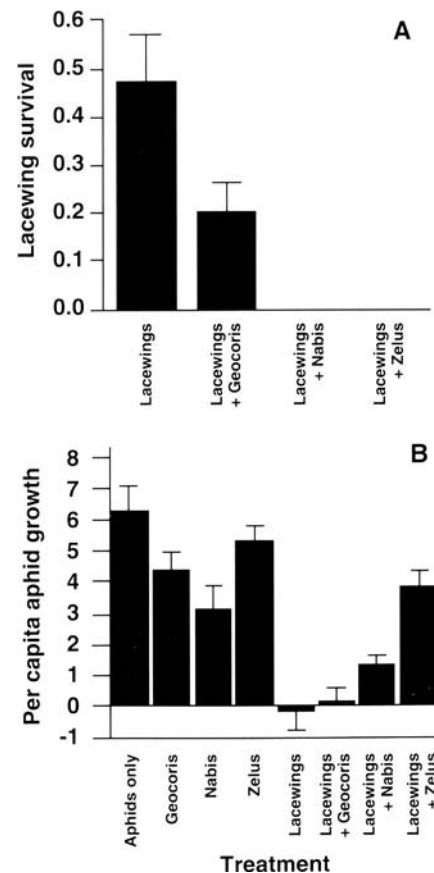 A
Lacewing survival
0.6
0.5
0.4
0.3
0.2
0.1
0.0
Lacewings
Lacewings
+ Geocoris
Lacewings
+ Nabis
Lacewings
+ Zelus
B
Per capita aphid growth
8
7
6
5
4
3
2
1
0
-1
Aphids only
Geocoris
Nabis
Zelus
Lacewings
Lacewings
+ Geocoris
Lacewings
+ Nabis
Lacewings
+ Zelus
Treatment